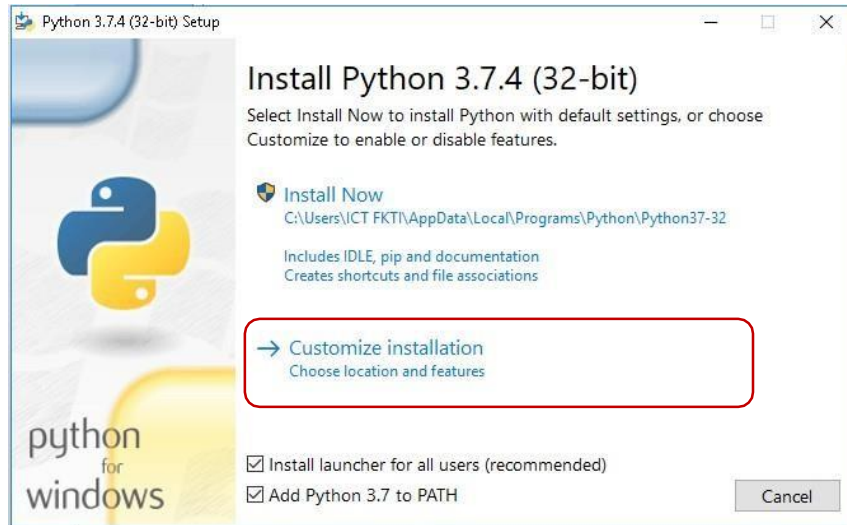 Python 3.7.4 (32-bit) Setup
Install Python 3.7.4 (32-bit)
Select Install Now to install Python with default settings, or choose
Customize to enable or disable features.
Install Now
C:\Users\ICT FKTI\AppData\Local\Programs\Python\Python37-32
Includes IDLE, pip and documentation
Creates shortcuts and file associations
Customize installation
Choose location and features
python
for
windows
Install launcher for all users (recommended)
Add Python 3.7 to PATH
Cancel